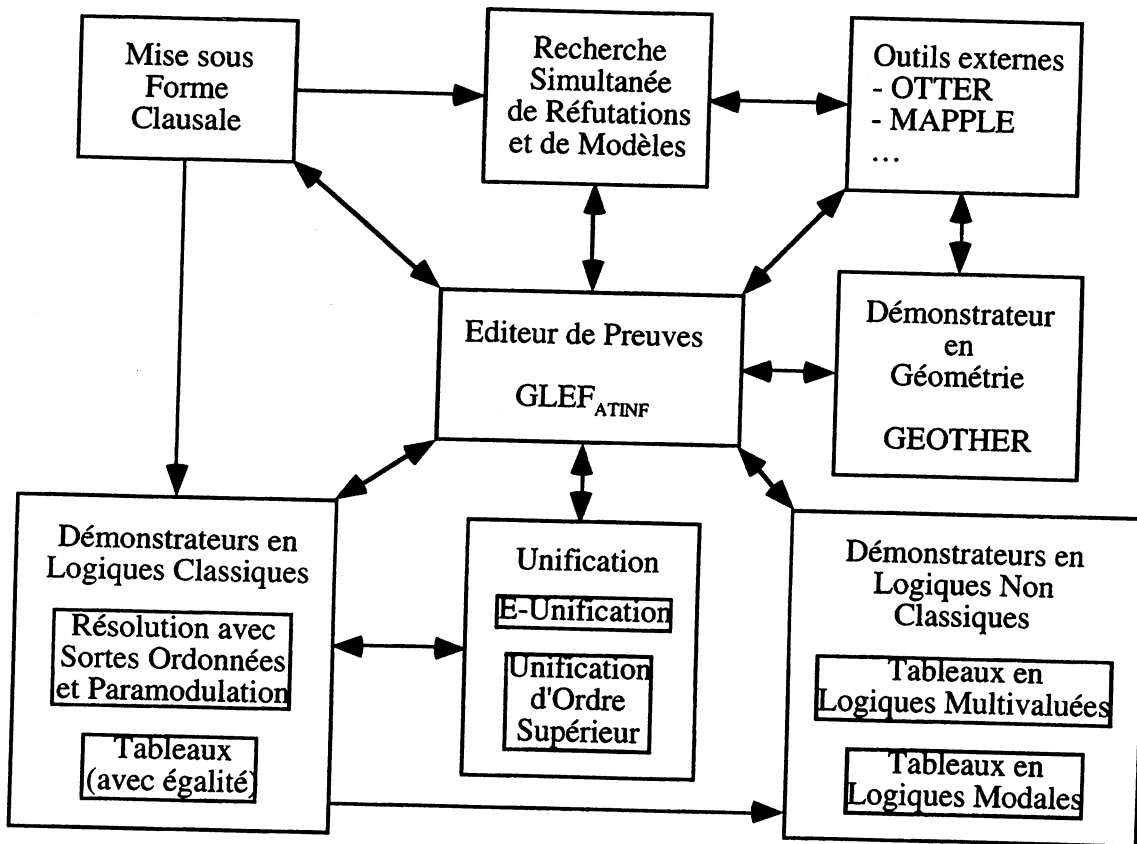 Mise sous
Forme
Clausale
Recherche
Simultanée
de Réfutations
et de Modèles
Outils externes
- OTTER
- MAPPLE
...
Editeur de Preuves
GLEF ATINF
Démonstrateur
en
Géométrie
GEOTHER
Démonstrateurs en
Logiques Classiques
Résolution avec
Sortes Ordonnées
et Paramodulation
Tableaux
(avec égalité)
Unification
E-Unification
Unification
d'Ordre
Supérieur
Démonstrateurs en
Logiques Non
Classiques
Tableaux en
Logiques Multivaluées
Tableaux en
Logiques Modales